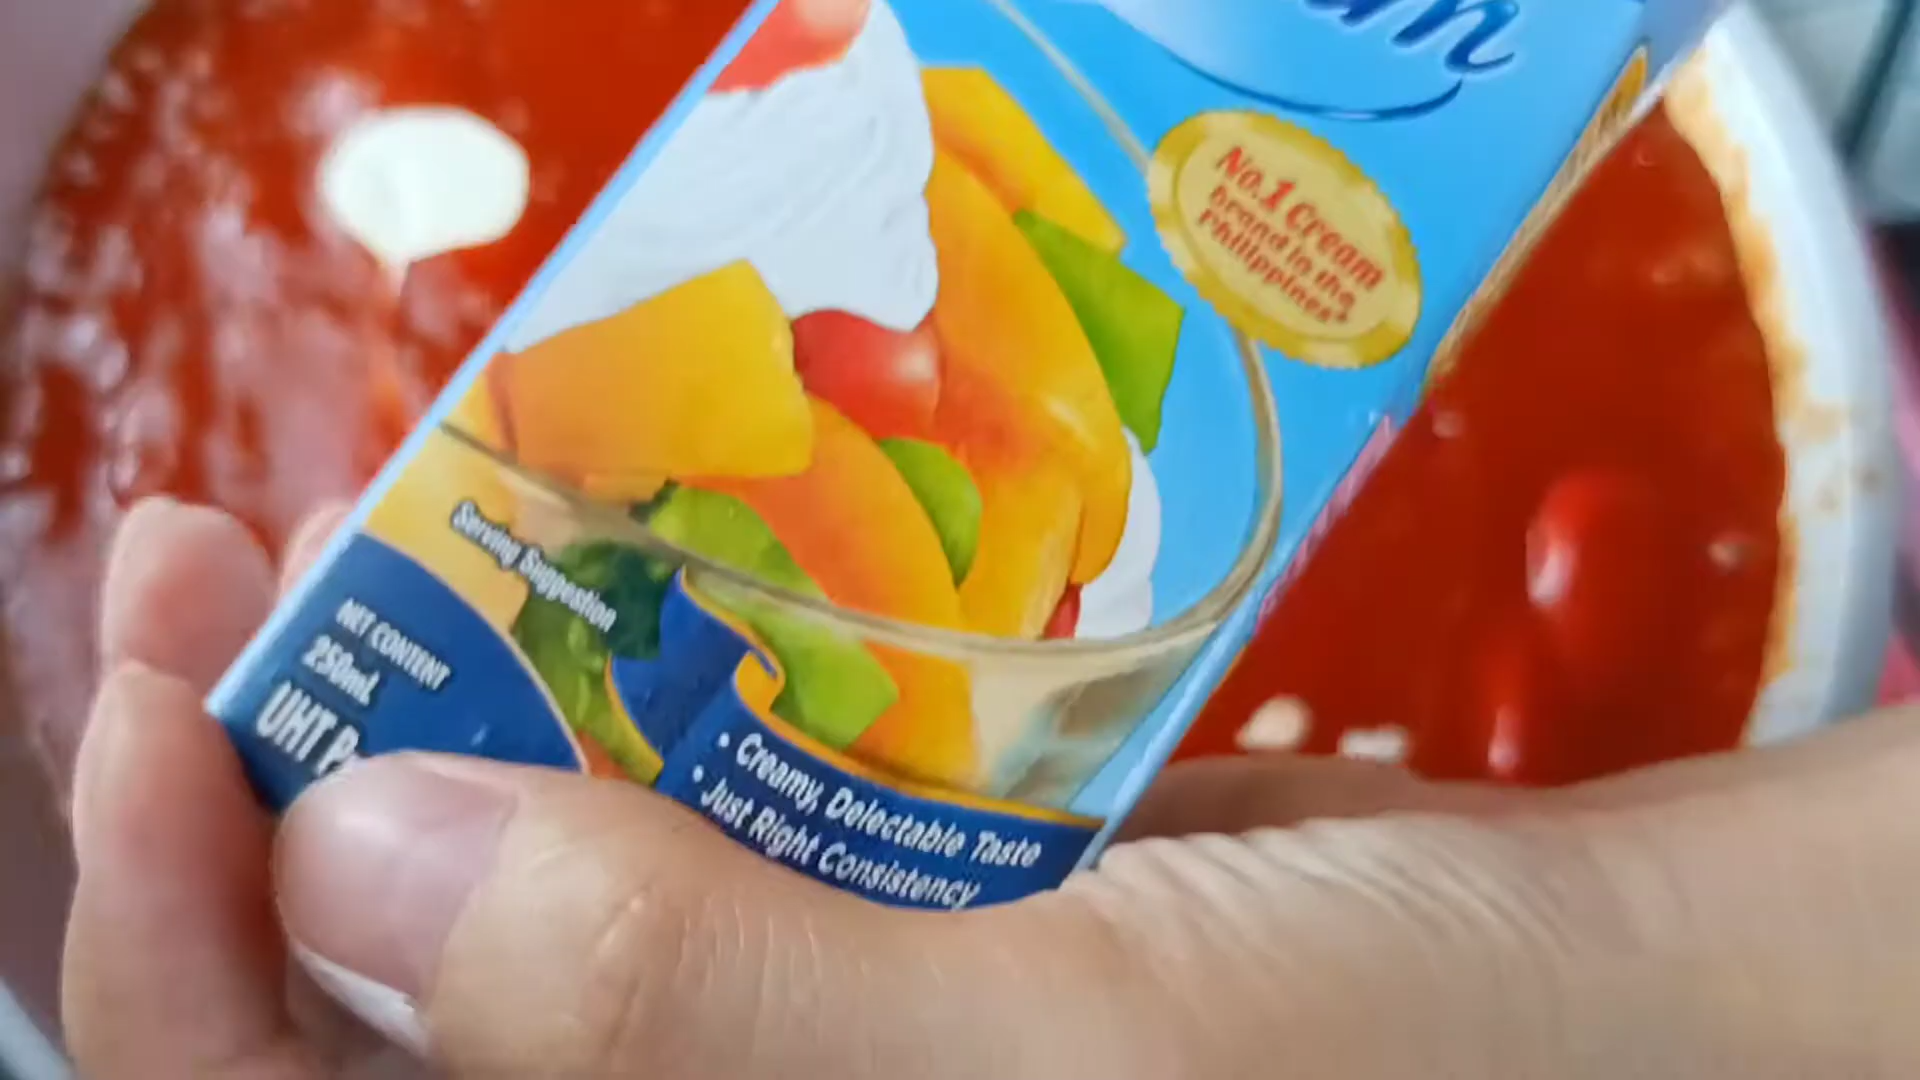 No.1 Cream
brand in the
Philippines*
Serving Suggestion
NET CONTENT
250mL
UHT
• Creamy, Delectable Taste
• Just Right Consistency